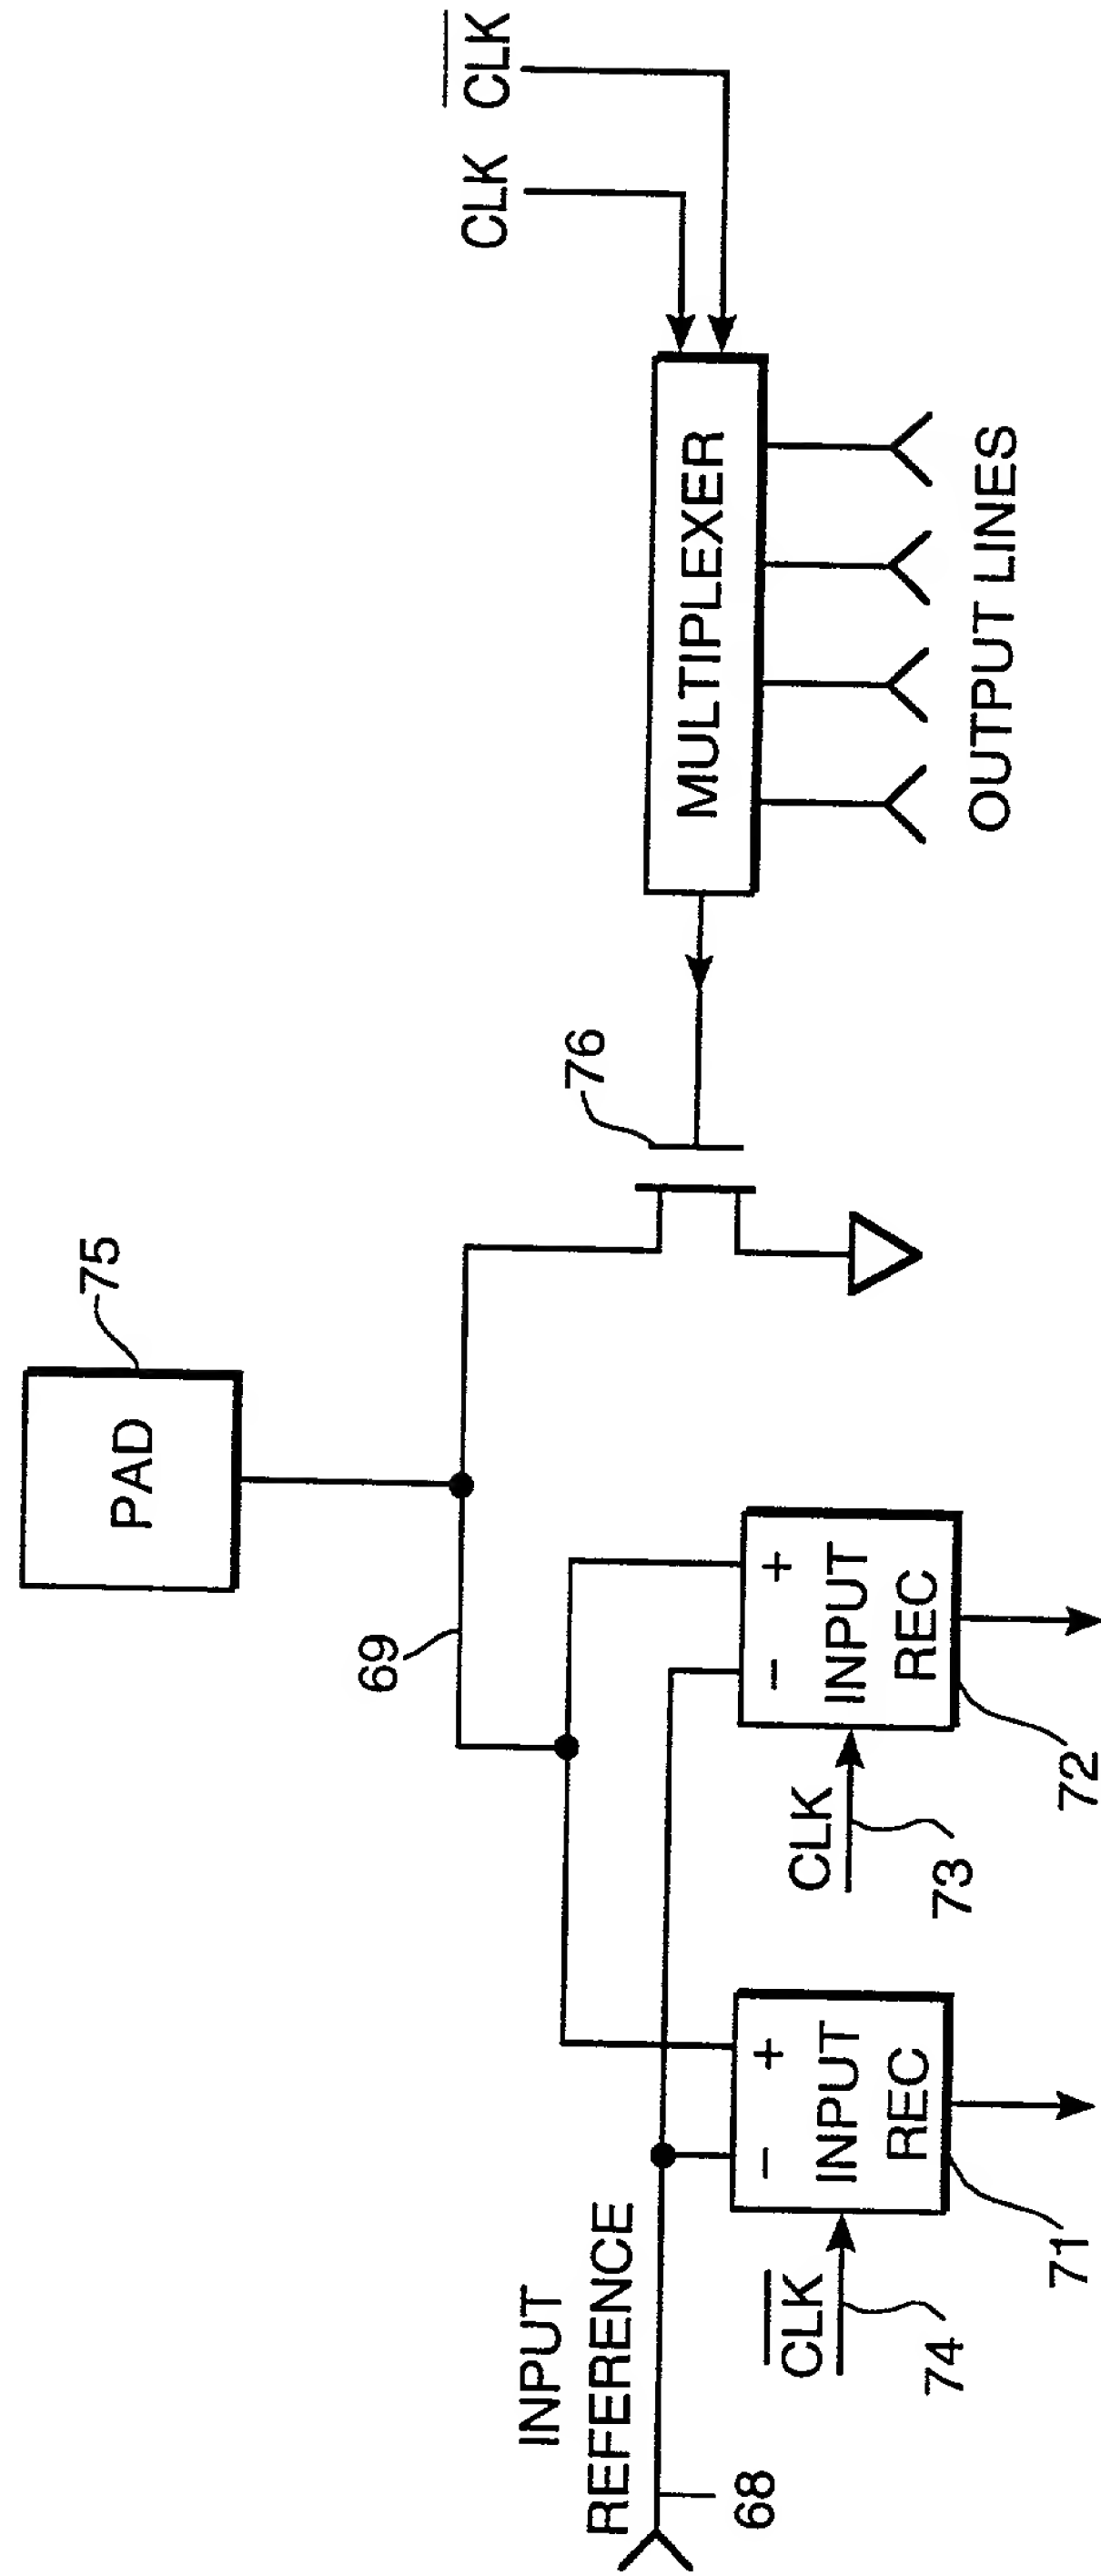 PAD
75
69
76
INPUT
REFERENCE
68
CLK
74
- +
INPUT
REC
71
CLK
73
- +
INPUT
REC
72
MULTIPLEXER
OUTPUT LINES
CLK
CLK